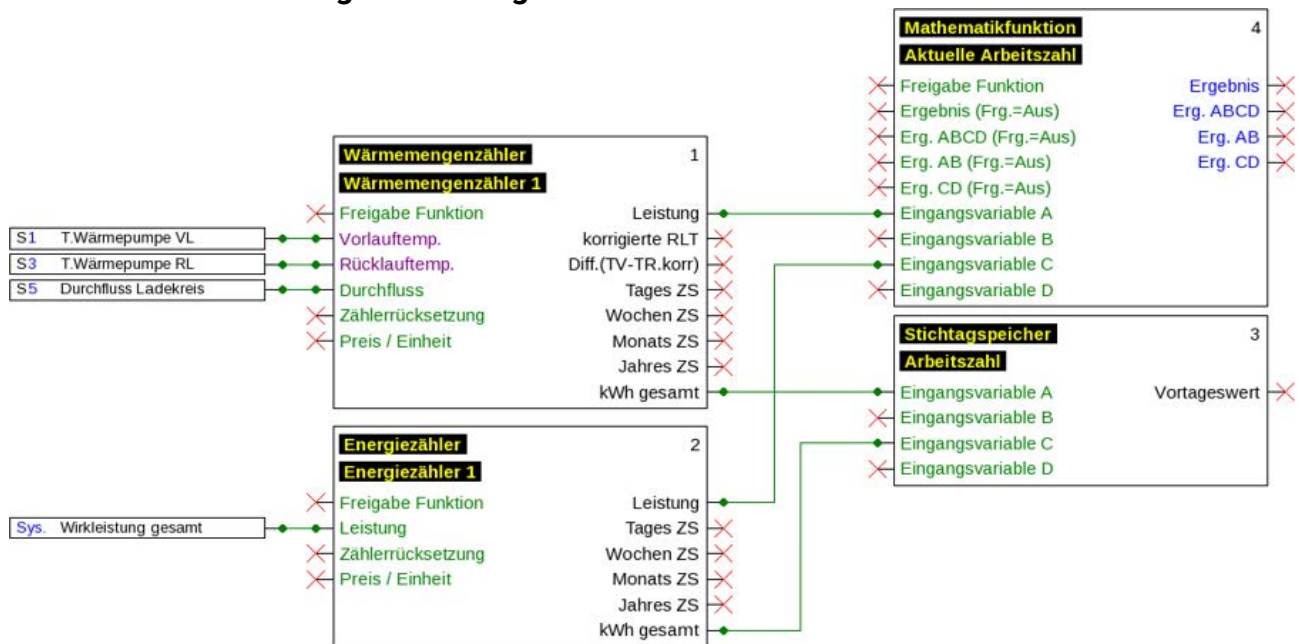 Mathematikfunktion 4
Aktuelle Arbeitszahl
Freigabe Funktion Ergebnis
Ergebnis (Frg.=Aus) Erg. ABCD
Erg. ABCD (Frg.=Aus) Erg. AB
Erg. AB (Frg.=Aus) Erg. CD
Erg. CD (Frg.=Aus)
Eingangsvariable A
Eingangsvariable B
Eingangsvariable C
Eingangsvariable D
Wärmemengenzähler 1
Wärmemengenzähler 1
Freigabe Funktion Leistung
S1 T.Wärmepumpe VL Vorlauftemp. korrigierte RLT
S3 T.Wärmepumpe RL Rücklauftemp. Diff.(TV-TR.korr)
S5 Durchfluss Ladekreis Durchfluss Tages ZS
Zählerrücksetzung Wochen ZS
Preis / Einheit Monats ZS
Jahres ZS
kWh gesamt
Stichtagspeicher 3
Arbeitszahl
Eingangsvariable A Vortageswert
Eingangsvariable B
Eingangsvariable C
Eingangsvariable D
Energiezähler 2
Energiezähler 1
Freigabe Funktion Leistung
Sys. Wirkleistung gesamt Leistung Tages ZS
Zählerrücksetzung Wochen ZS
Preis / Einheit Monats ZS
Jahres ZS
kWh gesamt